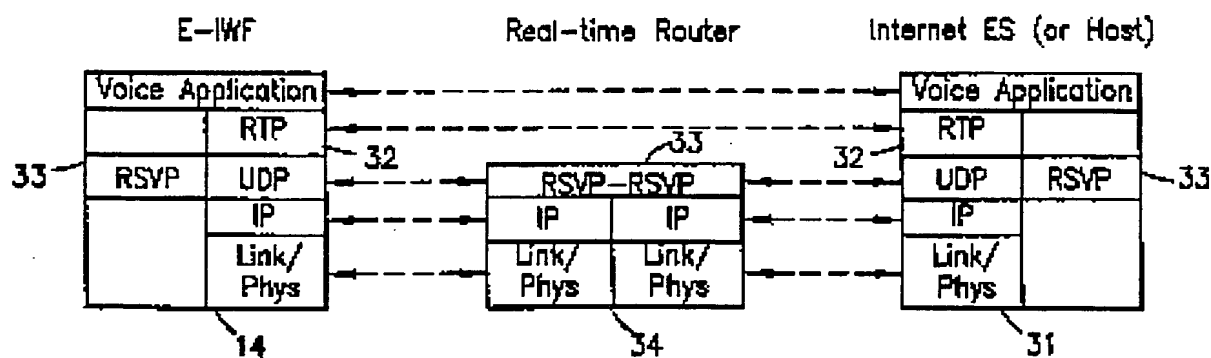 E-IWF Real-time Router Internet ES (or Host)
Voice Application Voice Application
RTP RTP
33 32 33 32 33
RSVP UDP RSVP-RSVP UDP RSVP
IP IP IP IP
Link/ Link/ Link/ Link/
Phys Phys Phys Phys
14 34 31